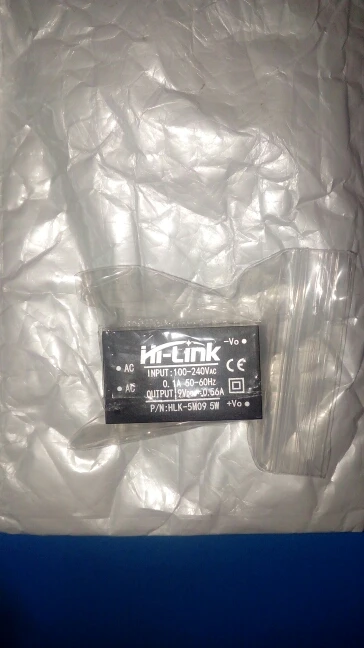 Hi-Link
-Vo
AC
INPUT:100-240VAC
CE
0.1A 50-60Hz
AC
OUTPUT:9V 0.56A
P/N:HLK-5M09 5W
+Vo